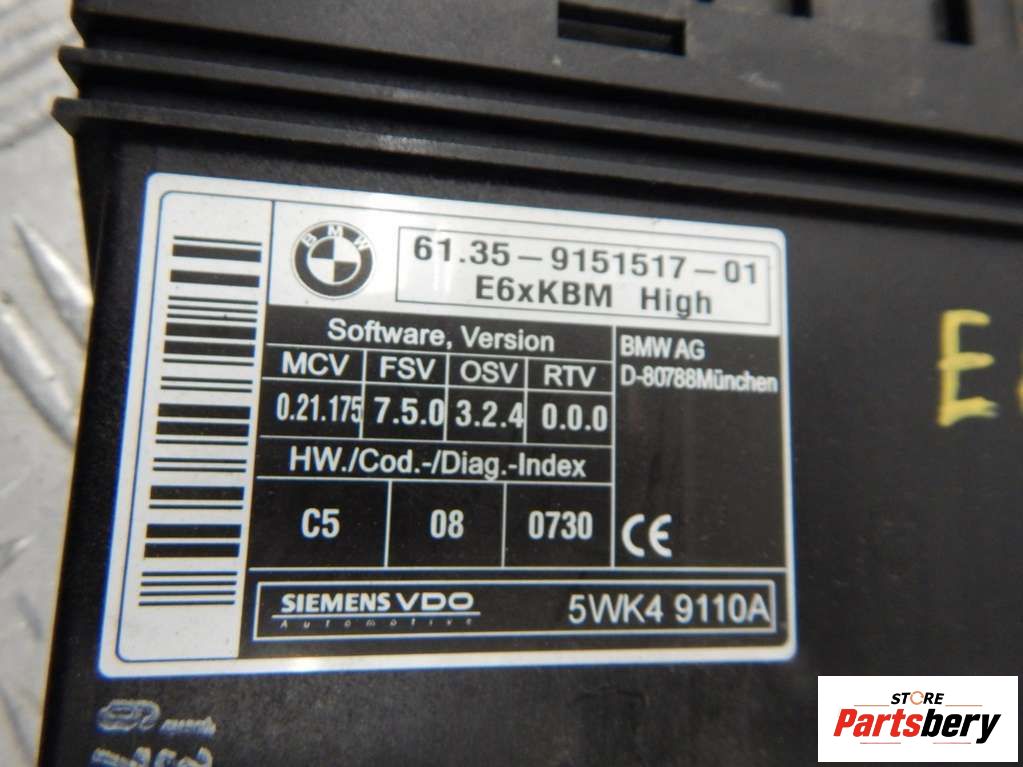 BMW
61.35-9151517-01
E6xKBM High
Software, Version
MCV FSV OSV RTV
0.21.175 7.5.0 3.2.4 0.0.0
HW./Cod.-/Diag.-Index
C5 08 0730
BMW AG
D-80788München
CE
SIEMENS VDO
Automotive
5WK4 9110A
STORE
Partsbery